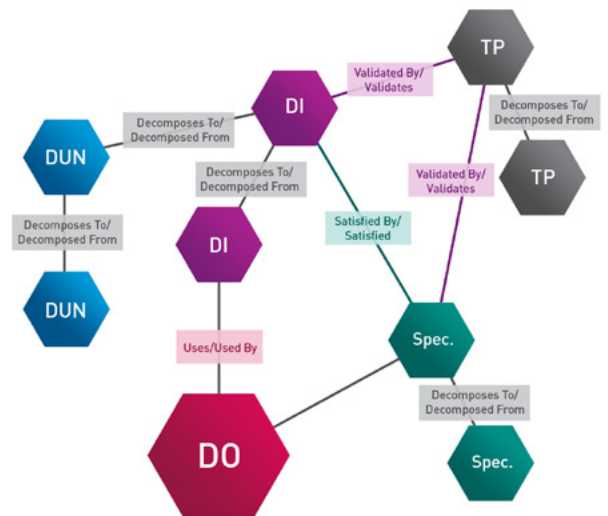 TP
Validated By/
Validates
DI
Decomposes To/
Decomposed From
Decomposes To/
Decomposed From
DUN
Decomposes To/
Decomposed From
TP
Validated By/
Validates
Decomposes To/
Decomposed From
DI
Satisfied By/
Satisfied
DUN
Spec.
Uses/Used By
Decomposes To/
Decomposed From
DO
Spec.